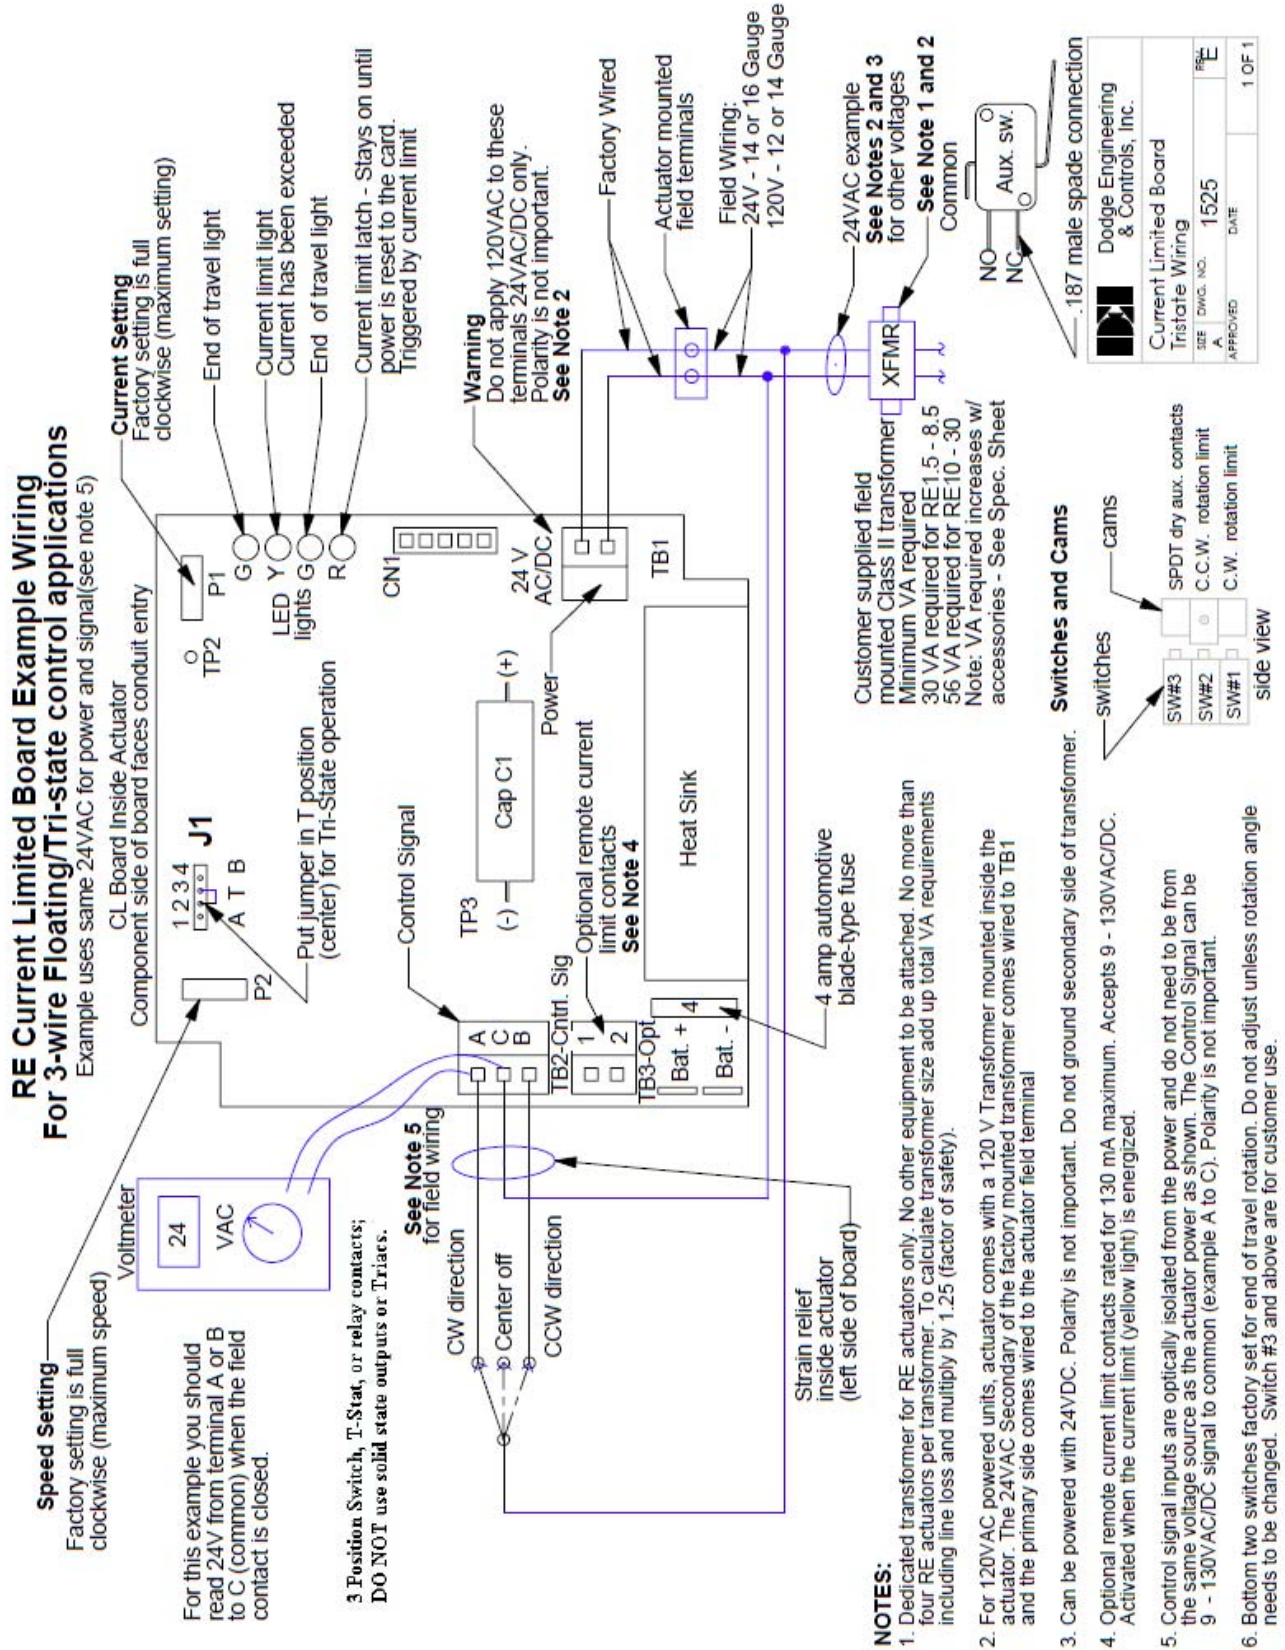 RE Current Limited Board Example Wiring
For 3-wire Floating/Tri-state control applications
Example uses same 24VAC for power and signal(see note 5)
CL Board Inside Actuator
Component side of board faces conduit entry
Speed Setting
Factory setting is full
clockwise (maximum speed)
Current Setting
Factory setting is full
clockwise (maximum setting)
Voltmeter
24
VAC
For this example you should
read 24V from terminal A or B
to C (common) when the field
contact is closed.
3 Position Switch, T-Stat, or relay contacts;
DO NOT use solid state outputs or Triacs.
P2
1 2 3 4
J1
A T B
Put jumper in T position
(center) for Tri-State operation
TP2
P1
G
Y
G
R
LED
lights
End of travel light
Current limit light
Current has been exceeded
End of travel light
Current limit latch - Stays on until
power is reset to the card.
Triggered by current limit
CN1
Control Signal
TP3
(-)
Cap C1
(+)
Power
24 V
AC/DC
TB1
Warning
Do not apply 120VAC to these
terminals 24VAC/DC only.
Polarity is not important.
See Note 2
A
C
B
TB2-Cntrl. Sig
1
2
TB3-Opt
Optional remote current
limit contacts
See Note 4
Bat. +
4
Bat. -
Heat Sink
4 amp automotive
blade-type fuse
See Note 5
for field wiring
CW direction
Center off
CCW direction
Strain relief
inside actuator
(left side of board)
Factory Wired
Actuator mounted
field terminals
Field Wiring:
24V - 14 or 16 Gauge
120V - 12 or 14 Gauge
24VAC example
See Notes 2 and 3
for other voltages
See Note 1 and 2
XFMR
Customer supplied field
mounted Class II transformer
Minimum VA required
30 VA required for RE1.5 - 8.5
56 VA required for RE10 - 30
Note: VA required increases w/
accessories - See Spec. Sheet
Common
NO
NC
Aux. SW.
.187 male spade connection
NOTES:
1. Dedicated transformer for RE actuators only. No other equipment to be attached. No more than
four RE actuators per transformer. To calculate transformer size add up total VA requirements
including line loss and multiply by 1.25 (factor of safety).
2. For 120VAC powered units, actuator comes with a 120 V Transformer mounted inside the
actuator. The 24VAC Secondary of the factory mounted transformer comes wired to TB1
and the primary side comes wired to the actuator field terminal
3. Can be powered with 24VDC. Polarity is not important. Do not ground secondary side of transformer.
4. Optional remote current limit contacts rated for 130 mA maximum. Accepts 9 - 130VAC/DC.
Activated when the current limit (yellow light) is energized.
5. Control signal inputs are optically isolated from the power and do not need to be from
the same voltage source as the actuator power as shown. The Control Signal can be
9 - 130VAC/DC signal to common (example A to C). Polarity is not important.
6. Bottom two switches factory set for end of travel rotation. Do not adjust unless rotation angle
needs to be changed. Switch #3 and above are for customer use.
Switches and Cams
switches
cams
SW#3
SPDT dry aux. contacts
SW#2
C.C.W. rotation limit
SW#1
C.W. rotation limit
side view
Dodge Engineering
& Controls, Inc.
Current Limited Board
Tristate Wiring
SIZE
A
DWG. NO.
1525
REV
E
APPROVED
DATE
1 OF 1